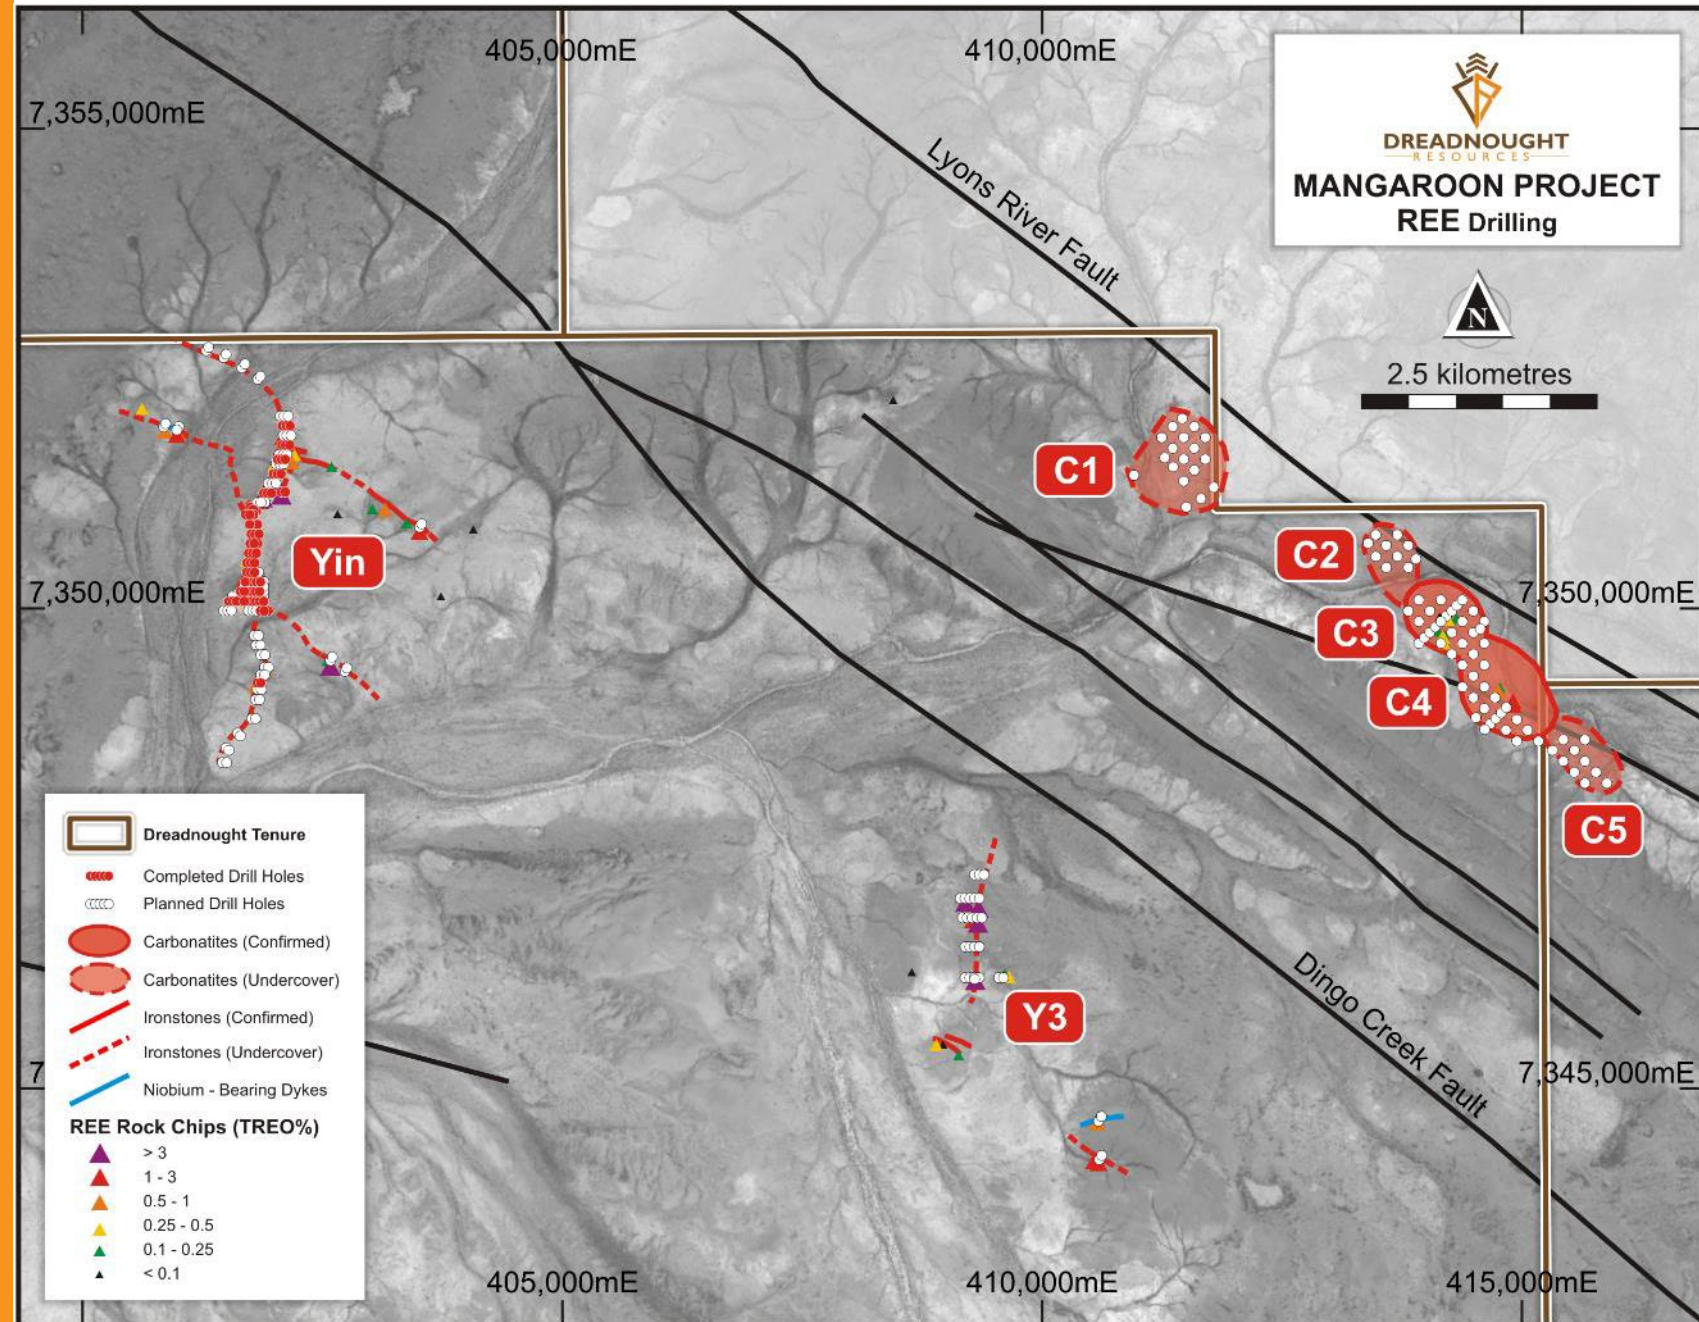 405,000mE
410,000mE
7,355,000mE
DREADNOUGHT
RESOURCES
MANGAROON PROJECT
REE Drilling
Lyons River Fault
N
2.5 kilometres
C1
C2
Yin
7,350,000mE
7,350,000mE
C3
C4
C5
Dreadnought Tenure
Completed Drill Holes
Planned Drill Holes
Carbonatites (Confirmed)
Carbonatites (Undercover)
Ironstones (Confirmed)
Ironstones (Undercover)
Niobium - Bearing Dykes
REE Rock Chips (TREO%)
> 3
1 - 3
0.5 - 1
0.25 - 0.5
0.1 - 0.25
< 0.1
Y3
Dingo Creek Fault
7
7,345,000mE
405,000mE
410,000mE
415,000mE